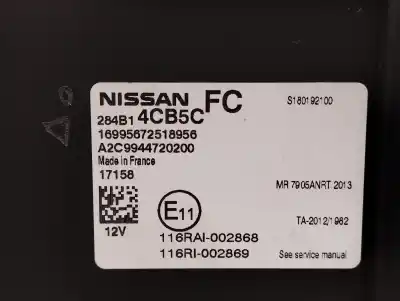 NISSAN FC
S180192100
284B1 4CB5C
16995672518956
A2C9944720200
Made in France
17158
MR 7905ANRT 2013
E11
TA-2012/1982
12V
116RAI-002868
116RI-002869
See service manual